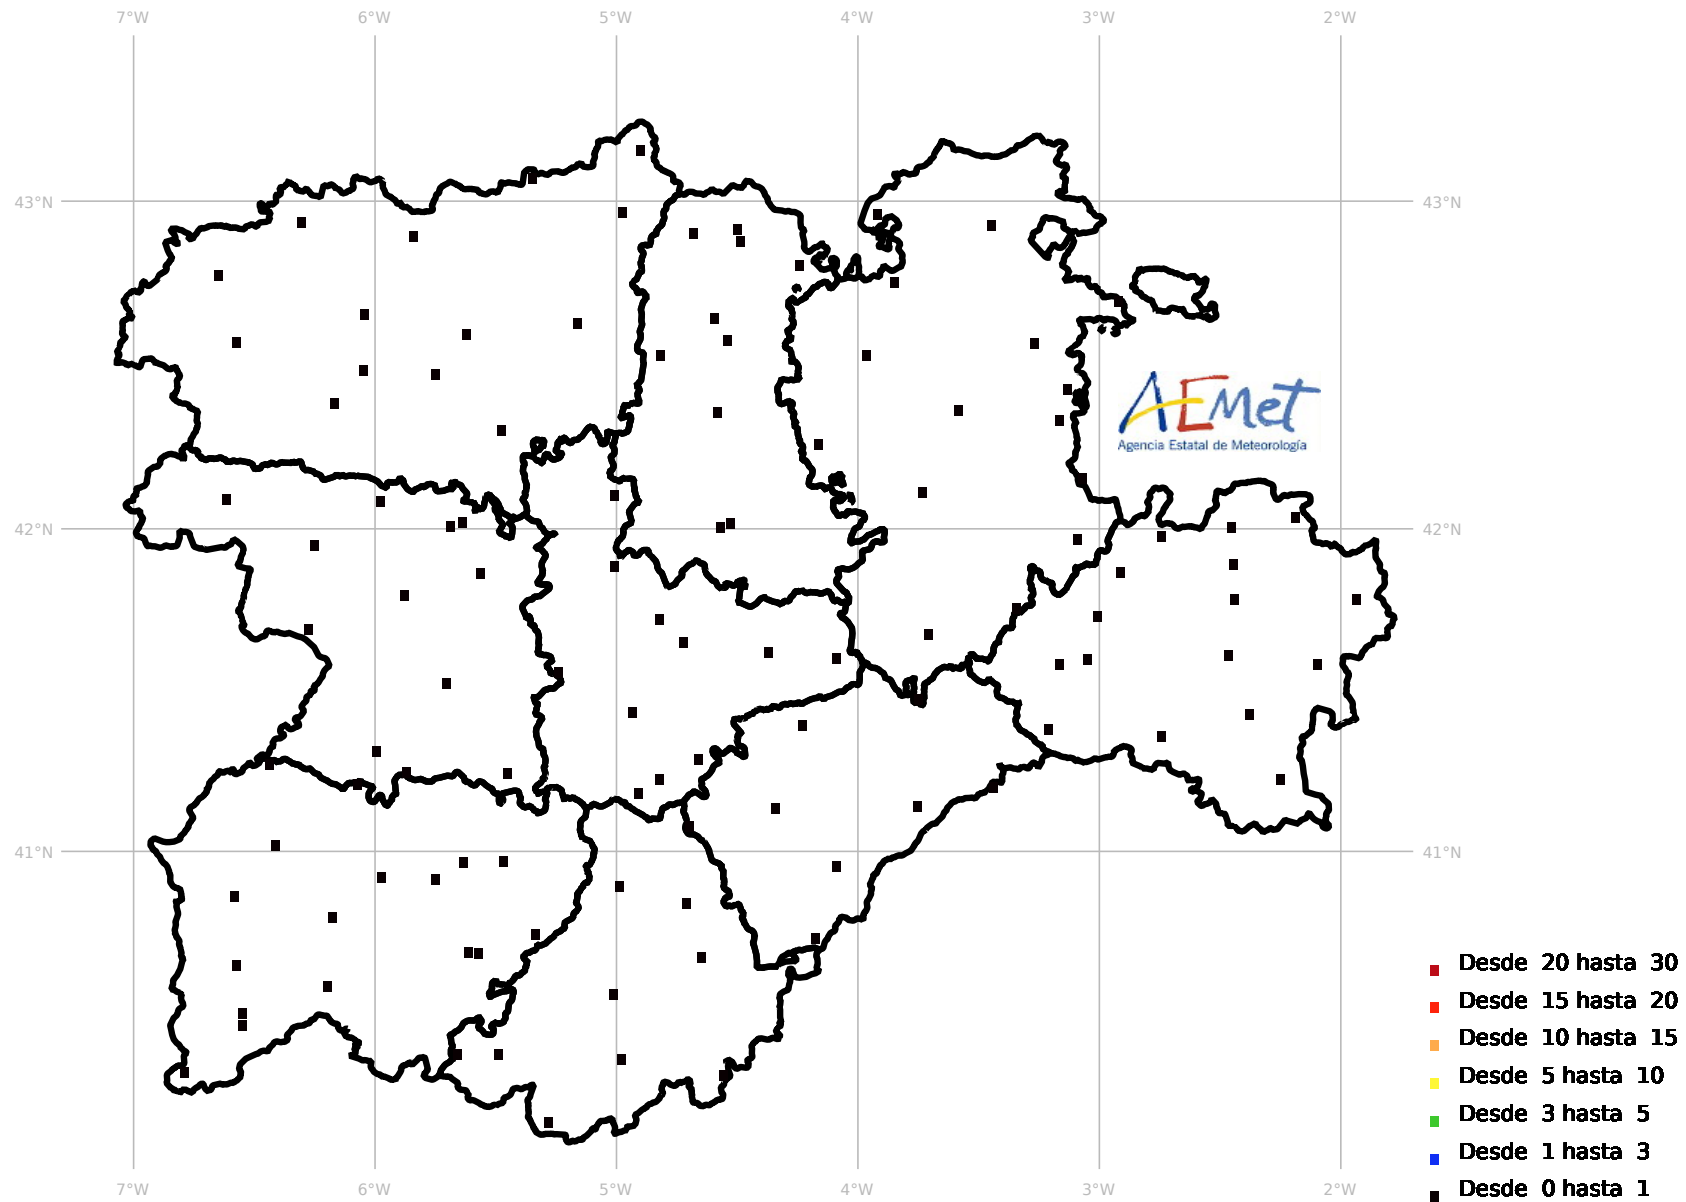 7°W 6°W 5°W 4°W 3°W 2°W
43°N 43°N
AEMet
Agencia Estatal de Meteorología
42°N 42°N
41°N 41°N
Desde 20 hasta 30
Desde 15 hasta 20
Desde 10 hasta 15
Desde 5 hasta 10
Desde 3 hasta 5
Desde 1 hasta 3
Desde 0 hasta 1
7°W 6°W 5°W 4°W 3°W 2°W